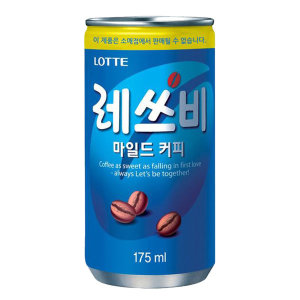 이 제품은 소매점에서 판매될 수 없습니다.
LOTTE
레쓰비
마일드 커피
Coffee as sweet as falling in first love
- always Let's be together!
175 ml